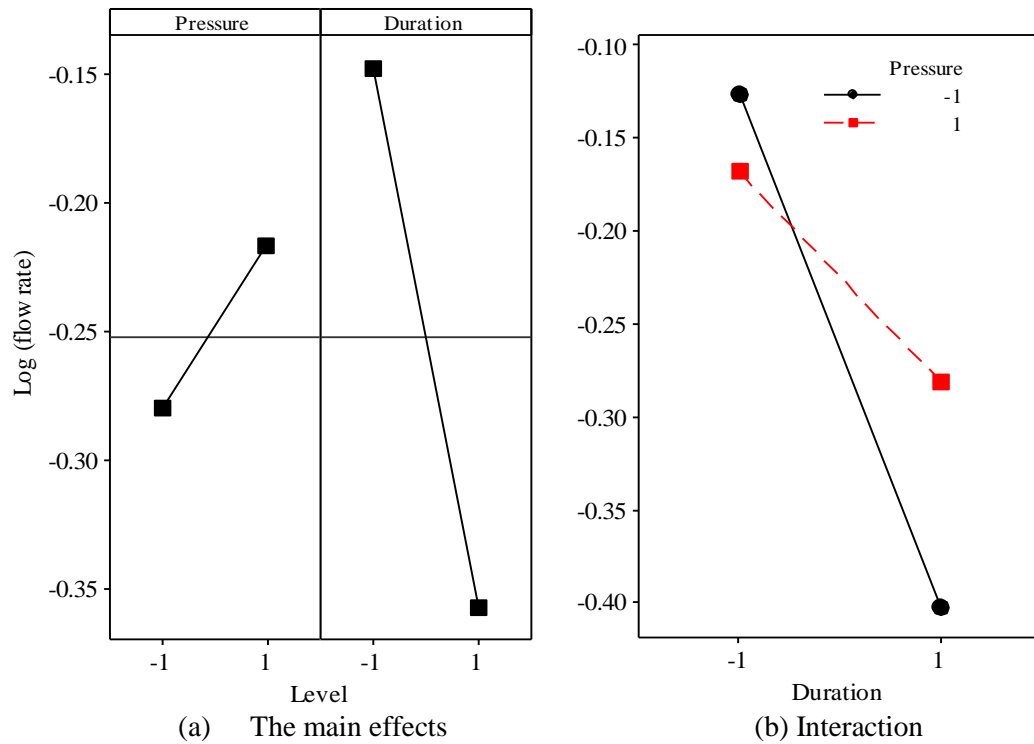 Pressure
Duration
-0.15
-0.20
-0.25
-0.30
-0.35
Log (flow rate)
-1
1
-1
1
Level
(a) The main effects
-0.10
-0.15
-0.20
-0.25
-0.30
-0.35
-0.40
Pressure
-1
1
-1
1
Duration
(b) Interaction